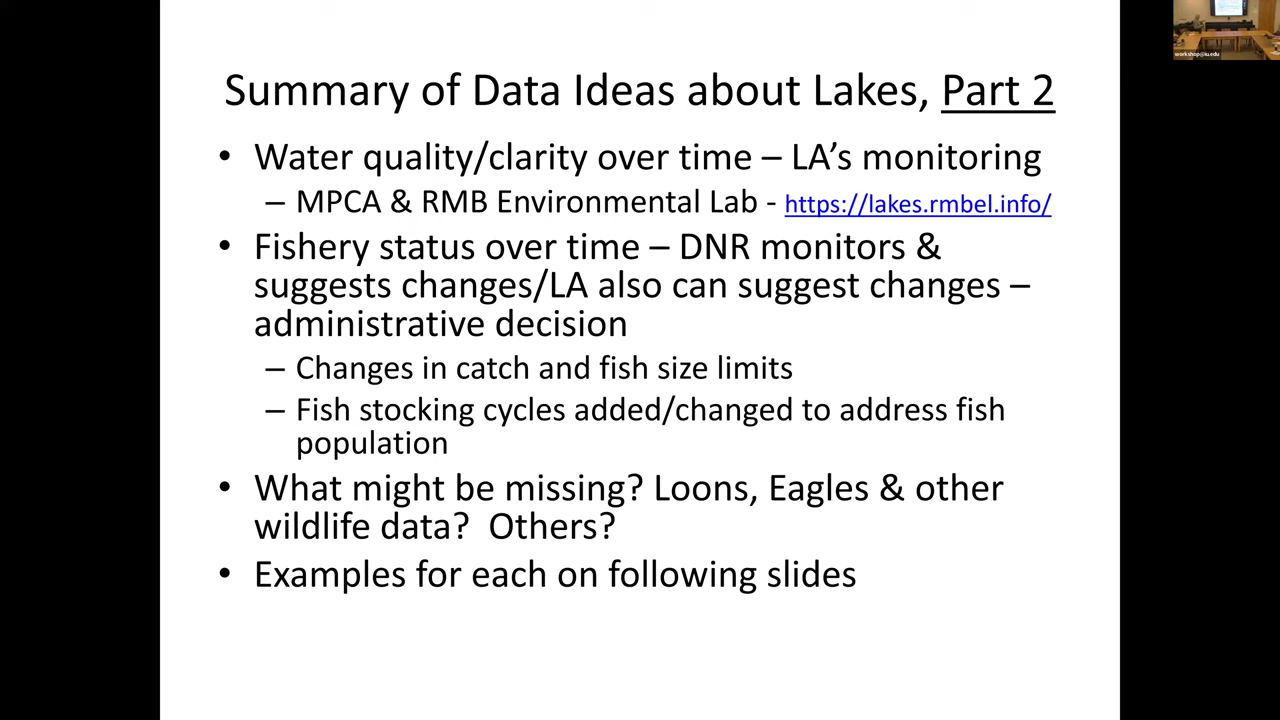 Summary of Data Ideas about Lakes, Part 2
• Water quality/clarity over time – LA’s monitoring
– MPCA & RMB Environmental Lab - https://lakes.rmbel.info/
• Fishery status over time – DNR monitors &
suggests changes/LA also can suggest changes –
administrative decision
– Changes in catch and fish size limits
– Fish stocking cycles added/changed to address fish
population
• What might be missing? Loons, Eagles & other
wildlife data?  Others?
• Examples for each on following slides
workshop@iu.edu